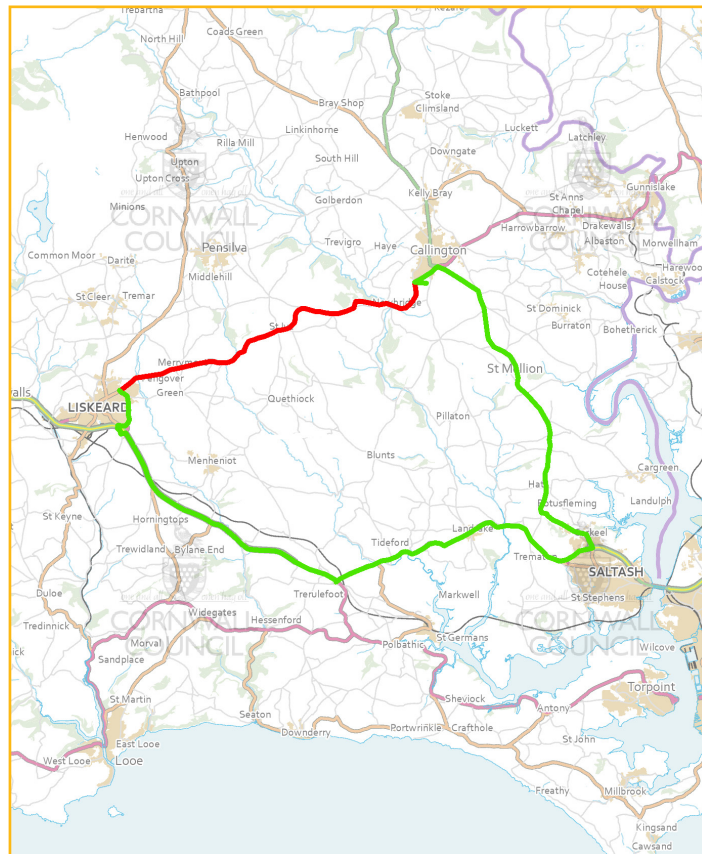 Trebartha
North Hill
Coads Green
Bathpool
Bray Shop
Stoke
Climsland
Luckett
Latchley
Henwood
Rilla Mill
Linkinhorne
Downgate
Upton
South Hill
Gunnislake
Upton Cross
Kelly Bray
St Anns
Chapel
Minions
Golberdon
CORNWALL
COUNCIL
CORNWALL
COUNCIL
Harrowbarrow
Drakewalls
Albaston
Morwellham
Trevigro
Haye
Callington
Common Moor
Darite
Pensilva
Middlehill
Cotehele
House
Harewood
Calstock
St Cleer
Tremar
St Dominick
Burraton
Bohetherick
Green
LISKEARD
St Mellion
Quethiock
Pillaton
Menheniot
Blunts
Cargreen
Landulph
St Keyne
Horningtops
Trewidland
Bylane End
Tideford
SALTASH
Duloe
Trerulefoot
Markwell
St Stephens
CORNWALL
COUNCIL
CORNWALL
COUNCIL
Tredinnick
Widegates
Hessenford
St Germans
Wilcove
Morval
Sandplace
Polbathic
Torpoint
St Martin
Sheviock
Antony
Seaton
Downderry
Portwrinkle
Crafthole
St John
East Looe
West Looe
Looe
Freathy
Millbrook
Kingsand
Cawsand